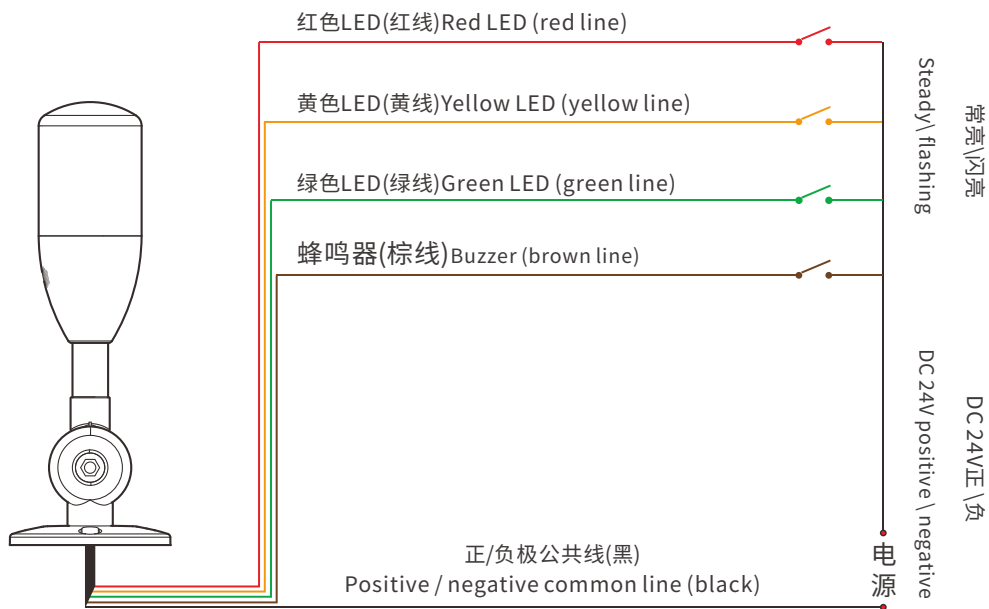 红色LED(红线)Red LED (red line)
黄色LED(黄线)Yellow LED (yellow line)
绿色LED(绿线)Green LED (green line)
蜂鸣器(棕线)Buzzer (brown line)
Steady\ flashing
常亮\闪亮
DC 24V positive \ negative
DC 24V正 \ 负
正/负极公共线(黑)
Positive / negative common line (black)
电
源